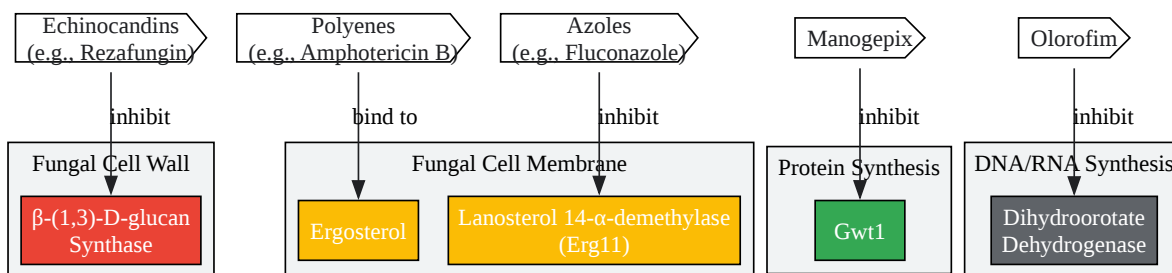 Echinocandins
(e.g., Rezafungin)
Polyenes
(e.g., Amphotericin B)
Azoles
(e.g., Fluconazole)
Manogepix
Olorofim
inhibit
bind to
inhibit
inhibit
inhibit
Fungal Cell Wall
Fungal Cell Membrane
Protein Synthesis
DNA/RNA Synthesis
β-(1,3)-D-glucan
Synthase
Ergosterol
Lanosterol 14-α-demethylase
(Erg11)
Gwt1
Dihydroorotate
Dehydrogenase